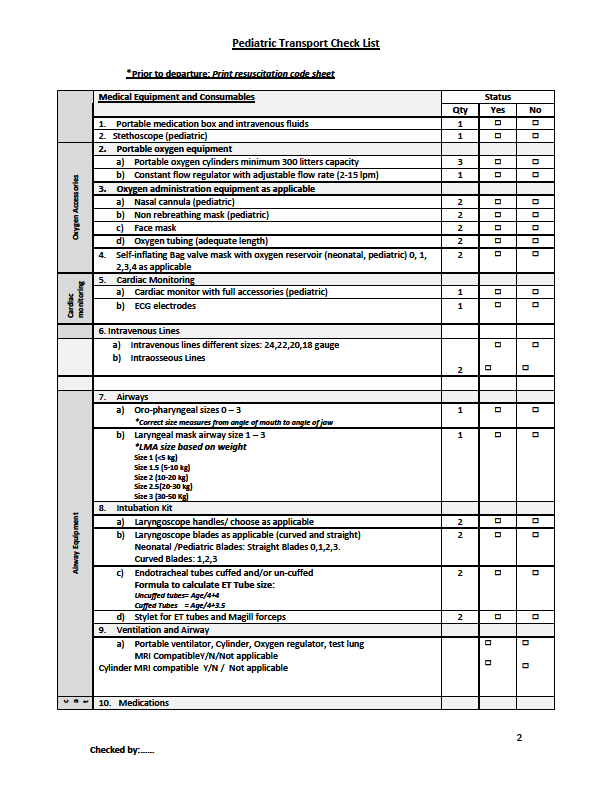 Pediatric Transport Check List
*Prior to departure: Print resuscitation code sheet
Medical Equipment and Consumables
Status
Qty Yes No
1. Portable medication box and intravenous fluids 1 □ □
2. Stethoscope (pediatric) 1 □ □
Oxygen Accessories
2. Portable oxygen equipment
a) Portable oxygen cylinders minimum 300 litters capacity 3 □ □
b) Constant flow regulator with adjustable flow rate (2-15 lpm) 1 □ □
3. Oxygen administration equipment as applicable
a) Nasal cannula (pediatric) 2 □ □
b) Non rebreathing mask (pediatric) 2 □ □
c) Face mask 2 □ □
d) Oxygen tubing (adequate length) 2 □ □
4. Self-inflating Bag valve mask with oxygen reservoir (neonatal, pediatric) 0, 1, 2 □ □
2,3,4 as applicable
Cardiac
monitoring
5. Cardiac Monitoring
a) Cardiac monitor with full accessories (pediatric) 1 □ □
b) ECG electrodes 1 □ □
6. Intravenous Lines
a) Intravenous lines different sizes: 24,22,20,18 gauge □ □
b) Intraosseous Lines
2 □ □
Airway Equipment
7. Airways
a) Oro-pharyngeal sizes 0 – 3 1 □ □
*Correct size measures from angle of mouth to angle of jaw
b) Laryngeal mask airway size 1 – 3 1 □ □
*LMA size based on weight
Size 1 (<5 kg)
Size 1.5 (5-10 kg)
Size 2 (10-20 kg)
Size 2.5(20-30 kg)
Size 3 (30-50 Kg)
8. Intubation Kit
a) Laryngoscope handles/ choose as applicable 2 □ □
b) Laryngoscope blades as applicable (curved and straight) 2 □ □
Neonatal /Pediatric Blades: Straight Blades 0,1,2,3.
Curved Blades: 1,2,3
c) Endotracheal tubes cuffed and/or un-cuffed 2 □ □
Formula to calculate ET Tube size:
Uncuffed tubes= Age/4+4
Cuffed Tubes = Age/4+3.5
d) Stylet for ET tubes and Magill forceps 2 □ □
9. Ventilation and Airway
a) Portable ventilator, Cylinder, Oxygen regulator, test lung □ □
MRI CompatibleY/N/Not applicable
Cylinder MRI compatible Y/N / Not applicable □ □
c a t
10. Medications
2
Checked by:......